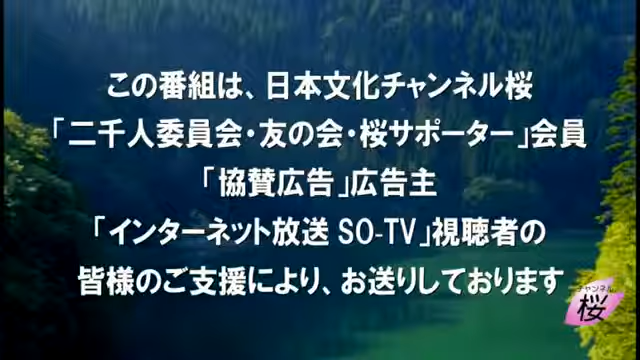 この番組は、日本文化チャンネル桜
「二千人委員会・友の会・桜サポーター」会員
「協賛広告」広告主
「インターネット放送 SO-TV」視聴者の
皆様のご支援により、お送りしております
チャンネル
桜